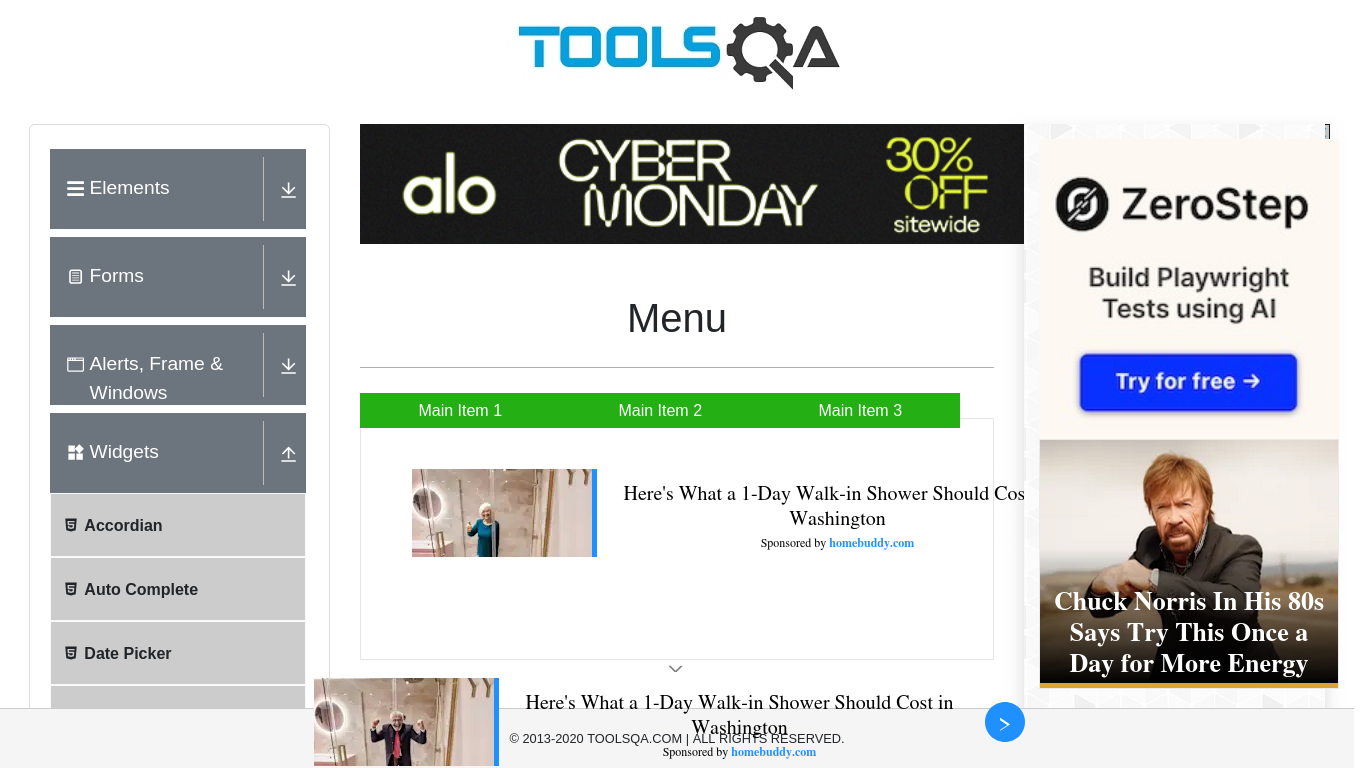 TOOLSQA
Elements
Forms
Alerts, Frame &
Windows
Widgets
Accordian
Auto Complete
Date Picker
alo
CYBER
MONDAY
30%
OFF
sitewide
Menu
Main Item 1
Main Item 2
Main Item 3
Here's What a 1-Day Walk-in Shower Should Cos
Washington
Sponsored by homebuddy.com
ZeroStep
Build Playwright
Tests using AI
Try for free →
Chuck Norris In His 80s
Says Try This Once a
Day for More Energy
Here's What a 1-Day Walk-in Shower Should Cost in
Washington
Sponsored by homebuddy.com
© 2013-2020 TOOLSQA.COM | ALL RIGHTS RESERVED.